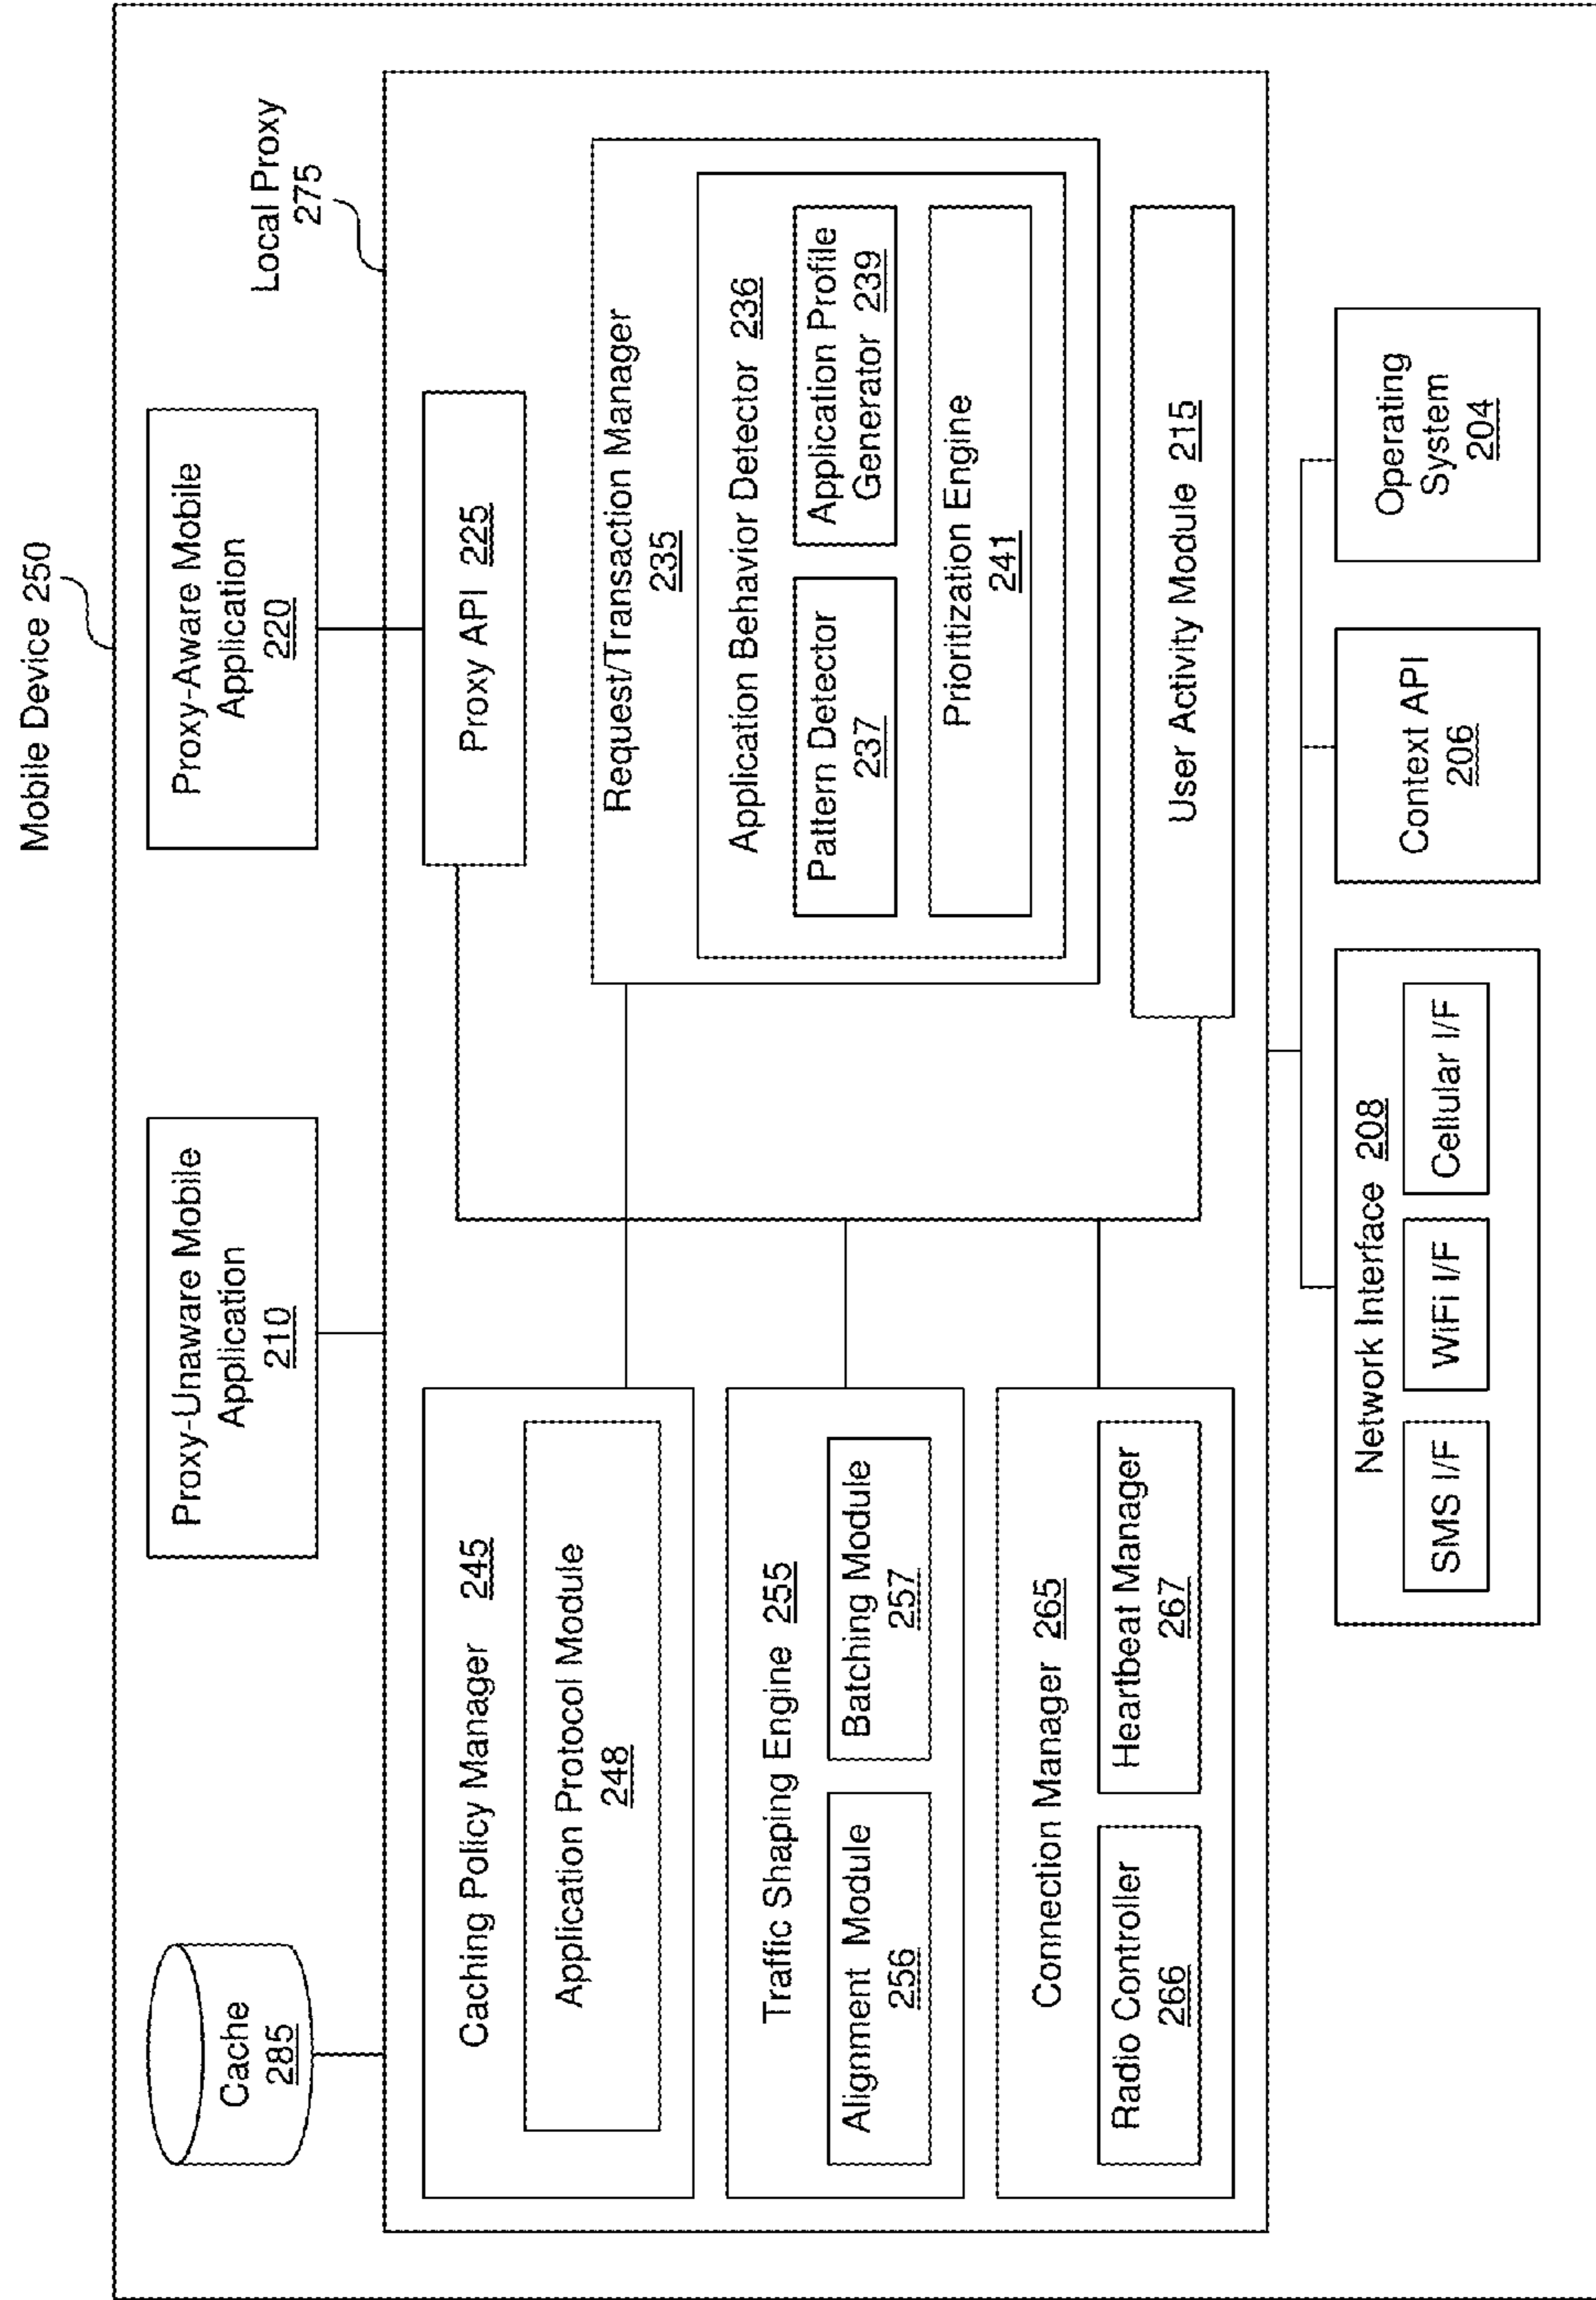 Mobile Device 250
Local Proxy
275
Cache
285
Proxy-Unaware Mobile
Application
210
Proxy-Aware Mobile
Application
220
Caching Policy Manager 245
Application Protocol Module
248
Traffic Shaping Engine 255
Alignment Module
256
Batching Module
257
Connection Manager 265
Radio Controller
266
Heartbeat Manager
267
Proxy API 225
Request/Transaction Manager
235
Application Behavior Detector 236
Pattern Detector
237
Application Profile
Generator 239
Prioritization Engine
241
User Activity Module 215
Network Interface 208
SMS I/F
WiFi I/F
Cellular I/F
Context API
206
Operating
System
204